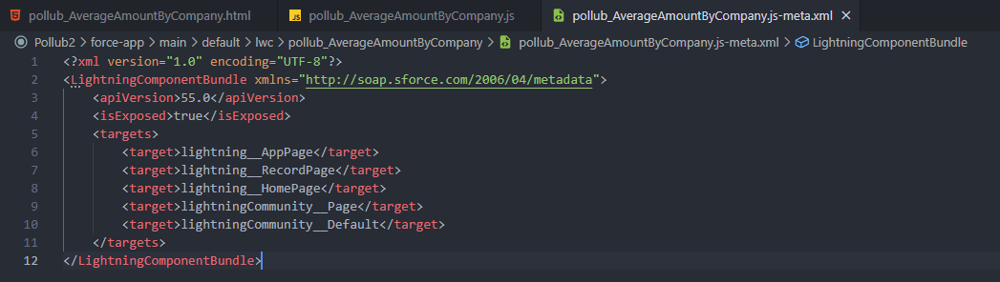 pollub_AverageAmountByCompany.html
JS pollub_AverageAmountByCompany.js
pollub_AverageAmountByCompany.js-meta.xml
Pollub2 > force-app > main > default > lwc > pollub_AverageAmountByCompany > pollub_AverageAmountByCompany.js-meta.xml > LightningComponentBundle
1 <?xml version="1.0" encoding="UTF-8"?>
2 <LightningComponentBundle xmlns="http://soap.sforce.com/2006/04/metadata">
3 <apiVersion>55.0</apiVersion>
4 <isExposed>true</isExposed>
5 <targets>
6 <target>lightning__AppPage</target>
7 <target>lightning__RecordPage</target>
8 <target>lightning__HomePage</target>
9 <target>lightningCommunity__Page</target>
10 <target>lightningCommunity__Default</target>
11 </targets>
12 </LightningComponentBundle>